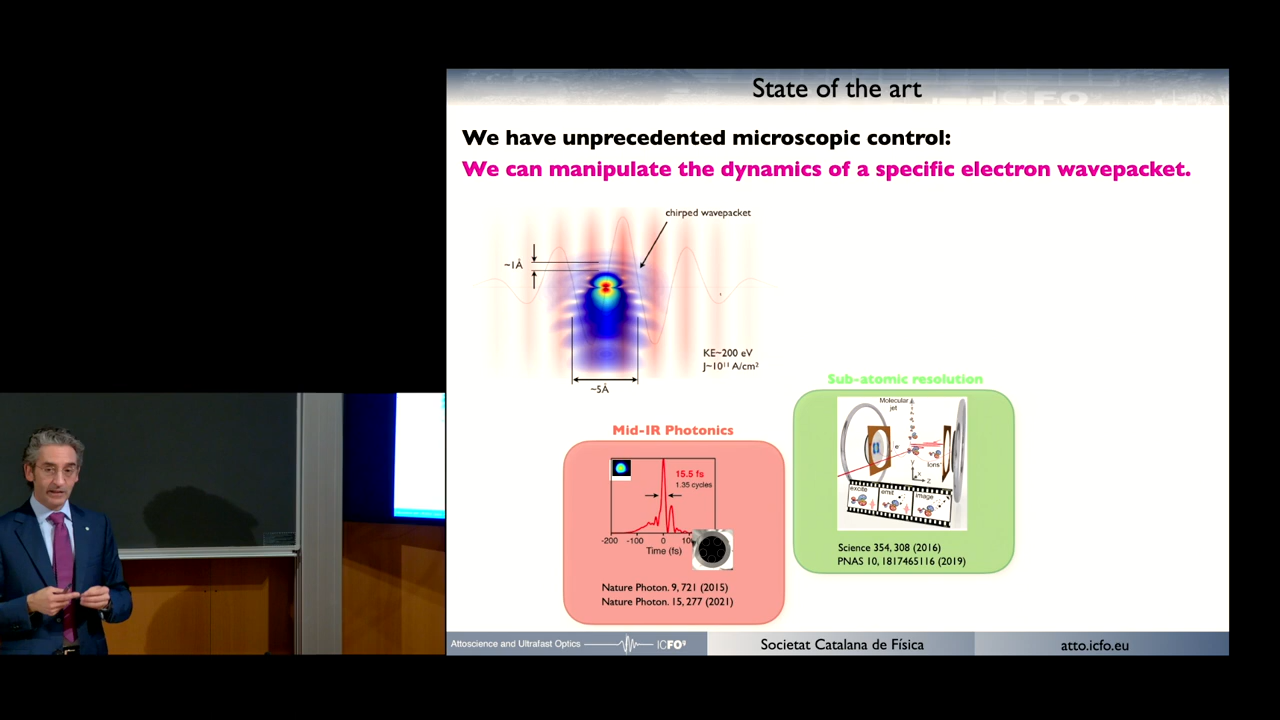 State of the art
We have unprecedented microscopic control:
We can manipulate the dynamics of a specific electron wavepacket.
chirped wavepacket
~1Å
KE~200 eV
J~10¹¹ A/cm²
~5Å
Sub-atomic resolution
Molecular
jet
e
Ions
y
x
z
excite
emit
image
Science 354, 308 (2016)
PNAS 10, 1817465116 (2019)
Mid-IR Photonics
15.5 fs
1.35 cycles
-200 -100 0
Time (fs)
Nature Photon. 9, 721 (2015)
Nature Photon. 15, 277 (2021)
Attoscience and Ultrafast Optics
ICFO
Societat Catalana de Física
atto.icfo.eu